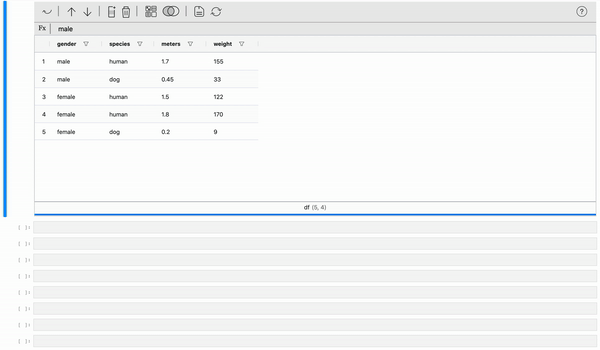 ?
Fx male
gender species meters weight
1 male human 1.7 155
2 male dog 0.45 33
3 female human 1.5 122
4 female human 1.8 170
5 female dog 0.2 9
df (5, 4)
[ ]:
[ ]:
[ ]:
[ ]:
[ ]:
[ ]:
[ ]:
[ ]: